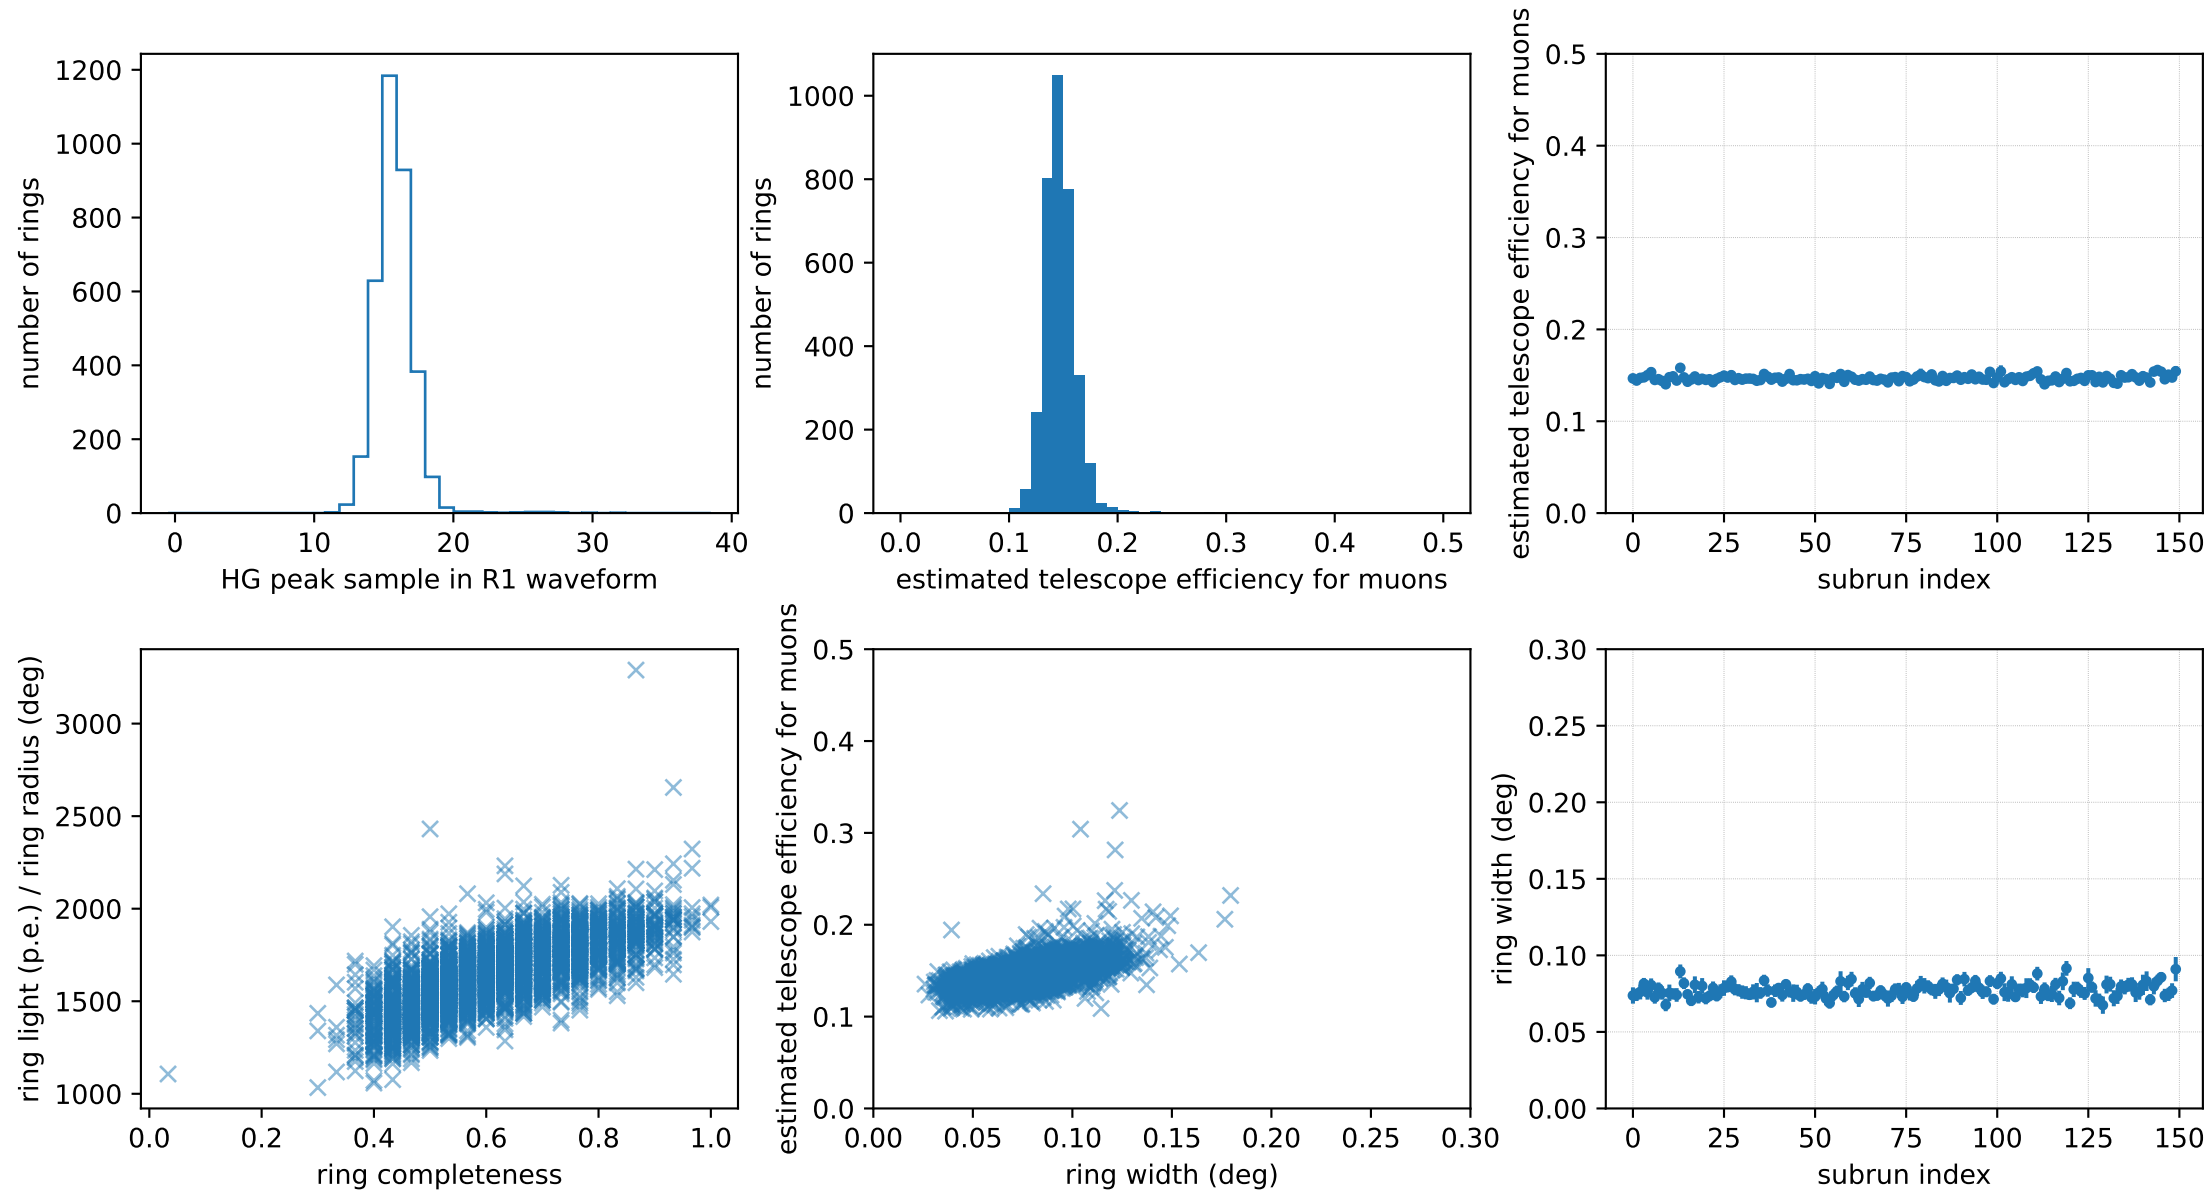 number of rings
1200
1000
800
600
400
200
0
0 10 20 30 40
HG peak sample in R1 waveform
number of rings
1000
800
600
400
200
0
0.0 0.1 0.2 0.3 0.4 0.5
estimated telescope efficiency for muons
estimated telescope efficiency for muons
0.5
0.4
0.3
0.2
0.1
0.0
0 25 50 75 100 125 150
subrun index
ring light (p.e.) / ring radius (deg)
3000
2500
2000
1500
1000
0.0 0.2 0.4 0.6 0.8 1.0
ring completeness
estimated telescope efficiency for muons
0.5
0.4
0.3
0.2
0.1
0.0
0.00 0.05 0.10 0.15 0.20 0.25 0.30
ring width (deg)
ring width (deg)
0.30
0.25
0.20
0.15
0.10
0.05
0.00
0 25 50 75 100 125 150
subrun index